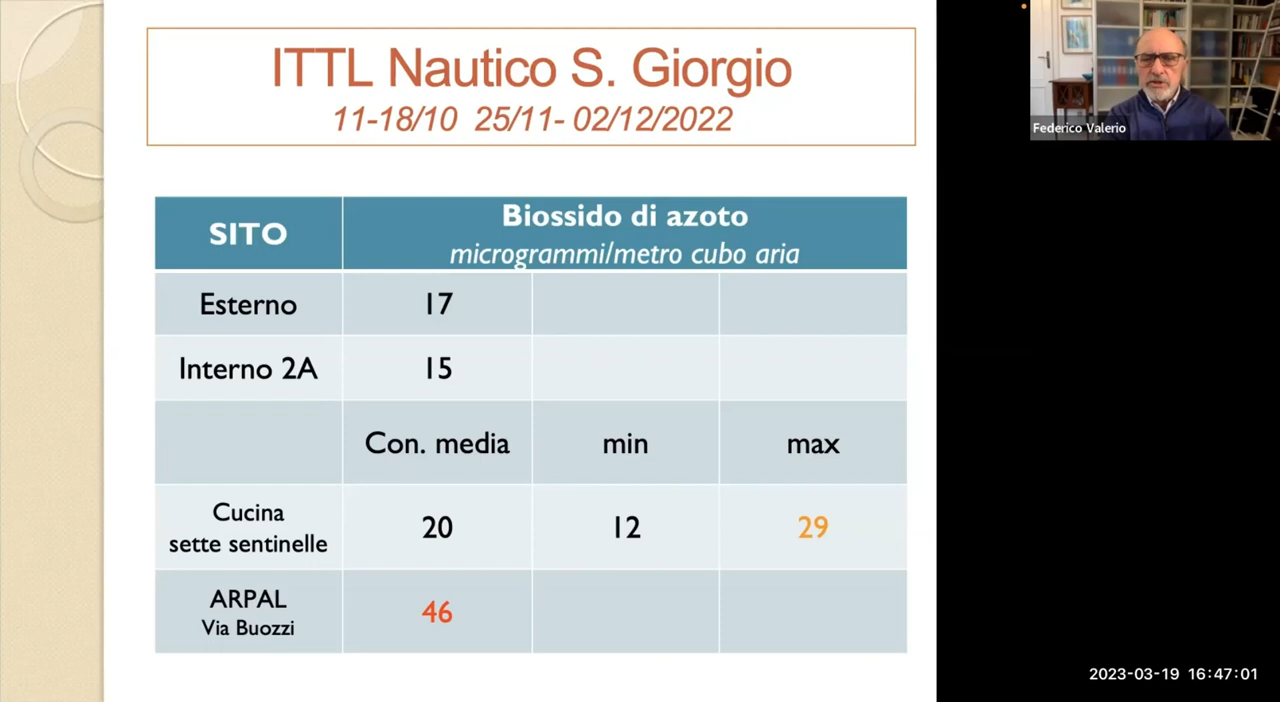 ITTL Nautico S. Giorgio
11-18/10 25/11- 02/12/2022
SITO
Biossido di azoto
microgrammi/metro cubo aria
Esterno 17
Interno 2A 15
Con. media min max
Cucina
sette sentinelle
20 12 29
ARPAL
Via Buozzi
46
Federico Valerio
2023-03-19 16:47:01